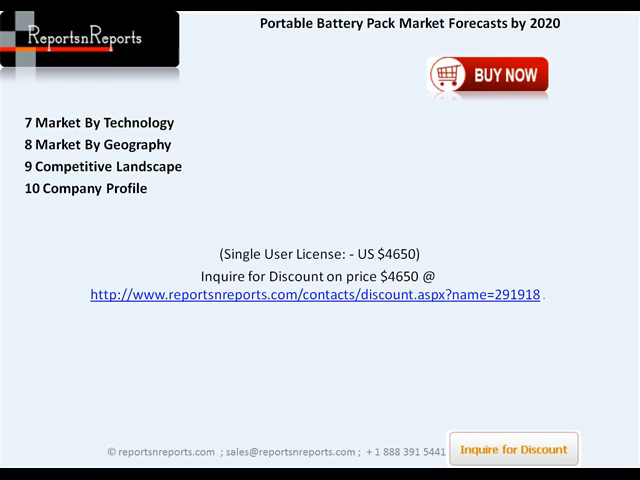 ReportsnReports
Portable Battery Pack Market Forecasts by 2020
BUY NOW
7 Market By Technology
8 Market By Geography
9 Competitive Landscape
10 Company Profile
(Single User License: - US $4650)
Inquire for Discount on price $4650 @
http://www.reportsnreports.com/contacts/discount.aspx?name=291918 .
© reportsnreports.com ; sales@reportsnreports.com ; + 1 888 391 5441
Inquire for Discount